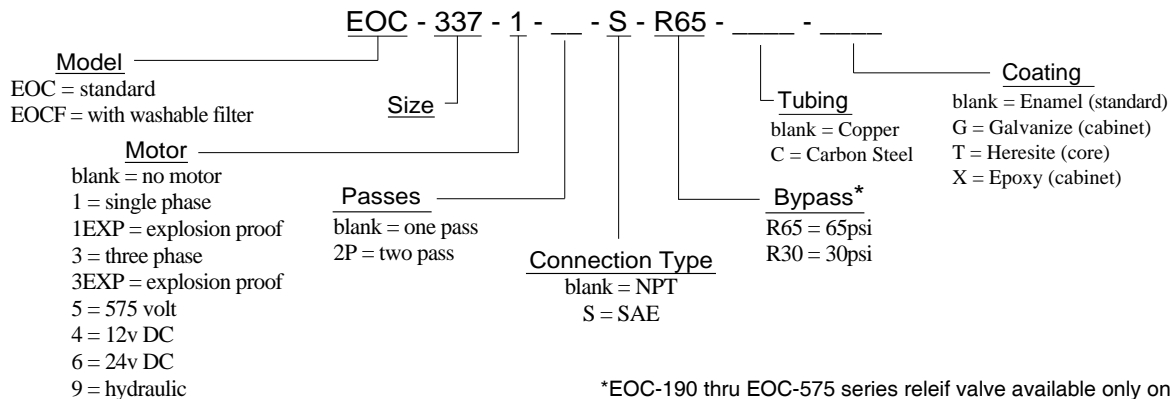 EOC - 337 - 1 - __ - S - R65 - ____ - ____
Model
EOC = standard
EOCF = with washable filter
Size
Motor
blank = no motor
1 = single phase
1EXP = explosion proof
3 = three phase
3EXP = explosion proof
5 = 575 volt
4 = 12v DC
6 = 24v DC
9 = hydraulic
Passes
blank = one pass
2P = two pass
Connection Type
blank = NPT
S = SAE
Bypass*
R65 = 65psi
R30 = 30psi
Tubing
blank = Copper
C = Carbon Steel
Coating
blank = Enamel (standard)
G = Galvanize (cabinet)
T = Heresite (core)
X = Epoxy (cabinet)
*EOC-190 thru EOC-575 series releif valve available only on